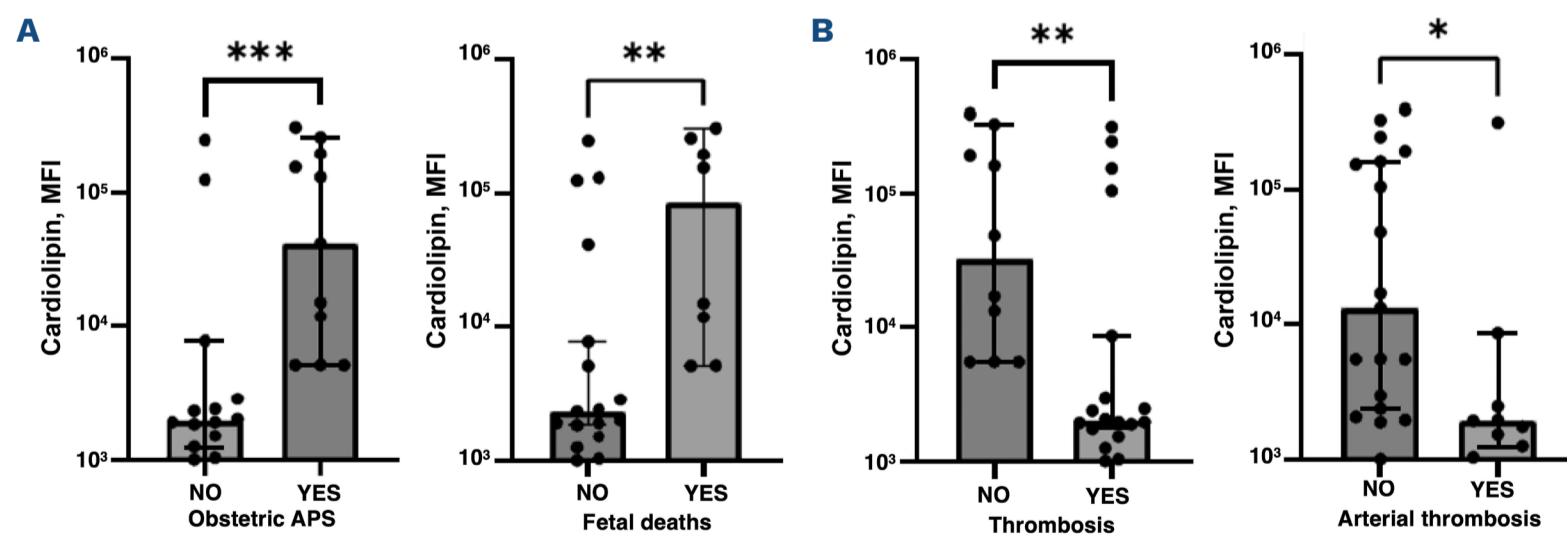 A
B
***
**
**
*
Cardiolipin, MFI
10⁶
10⁵
10⁴
10³
NO
YES
Obstetric APS
Cardiolipin, MFI
10⁶
10⁵
10⁴
10³
NO
YES
Fetal deaths
Cardiolipin, MFI
10⁶
10⁵
10⁴
10³
NO
YES
Thrombosis
Cardiolipin, MFI
10⁶
10⁵
10⁴
10³
NO
YES
Arterial thrombosis